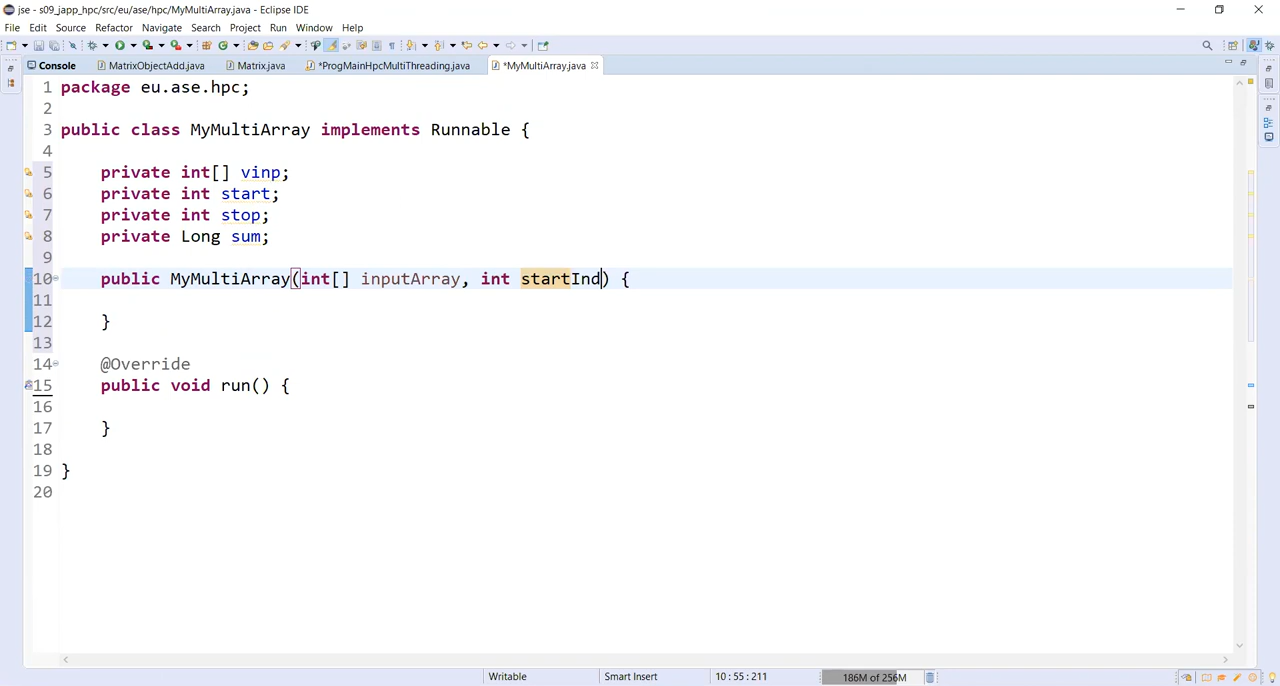 jse - s09_japp_hpc/src/eu/ase/hpc/MyMultiArray.java - Eclipse IDE
File Edit Source Refactor Navigate Search Project Run Window Help
Console MatrixObjectAdd.java Matrix.java *ProgMainHpcMultiThreading.java *MyMultiArray.java
1 package eu.ase.hpc;
2
3 public class MyMultiArray implements Runnable {
4
5 private int[] vinp;
6 private int start;
7 private int stop;
8 private Long sum;
9
10 public MyMultiArray(int[] inputArray, int startInd) {
11
12 }
13
14 @Override
15 public void run() {
16
17 }
18
19 }
20
Writable Smart Insert 10 : 55 : 211 186M of 256M